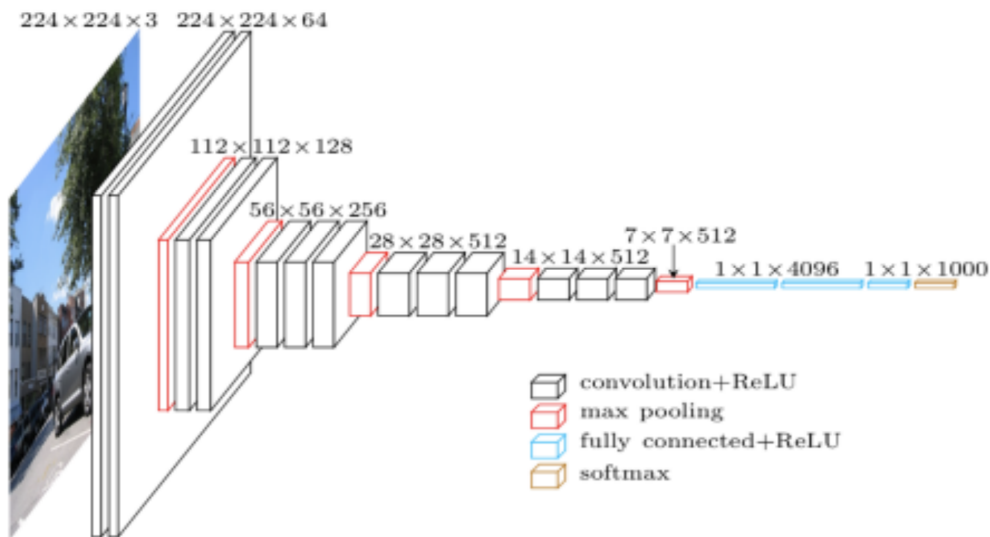 224×224×3
224×224×64
112×112×128
56×56×256
28×28×512
14×14×512
7×7×512
1×1×4096
1×1×1000
convolution+ReLU
max pooling
fully connected+ReLU
softmax